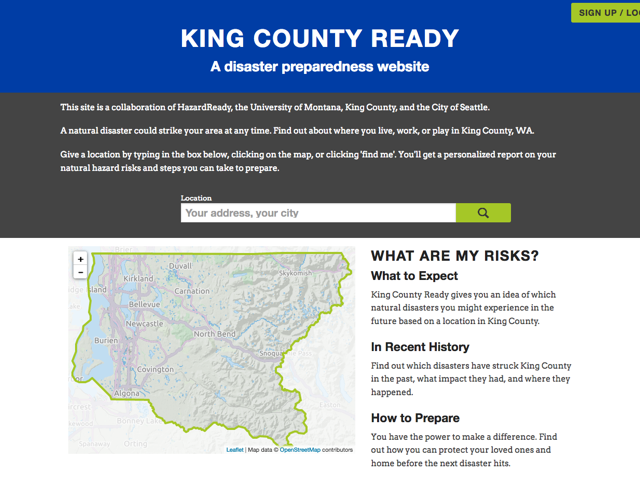 SIGN UP / LO
KING COUNTY READY
A disaster preparedness website
This site is a collaboration of HazardReady, the University of Montana, King County, and the City of Seattle.
A natural disaster could strike your area at any time. Find out about where you live, work, or play in King County, WA.
Give a location by typing in the box below, clicking on the map, or clicking 'find me'. You'll get a personalized report on your
natural hazard risks and steps you can take to prepare.
Location
Your address, your city
+
−
Duvall
Kirkland
Skykomish
Island
Carnation
Bellevue
Newcastle
North Bend
Burien
Snoqu
Covington
Algona
Bonney Lake
Orting
Spanaway
Leaflet | Map data © OpenStreetMap contributors
WHAT ARE MY RISKS?
What to Expect
King County Ready gives you an idea of which
natural disasters you might experience in the
future based on a location in King County.
In Recent History
Find out which disasters have struck King County
in the past, what impact they had, and where they
happened.
How to Prepare
You have the power to make a difference. Find
out how you can protect your loved ones and
home before the next disaster hits.